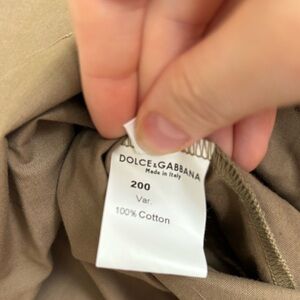 DOLCE&GABBANA
Made in Italy
200
Var.
100% Cotton